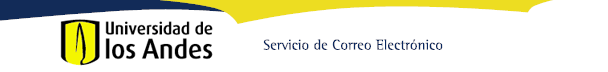 Universidad de
los Andes
Servicio de Correo Electrónico